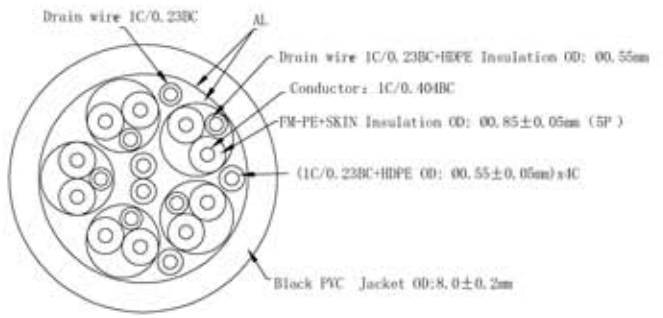 Drain wire 1C/0.23BC
AL
Drain wire 1C/0.23BC+HDPE Insulation OD: Ø0.55mm
Conductor: 1C/0.404BC
FM-PE+SKIN Insulation OD: Ø0.85±0.05mm (5P )
(1C/0.23BC+HDPE OD: Ø0.55±0.05mm)x4C
Black PVC Jacket OD:8.0±0.2mm